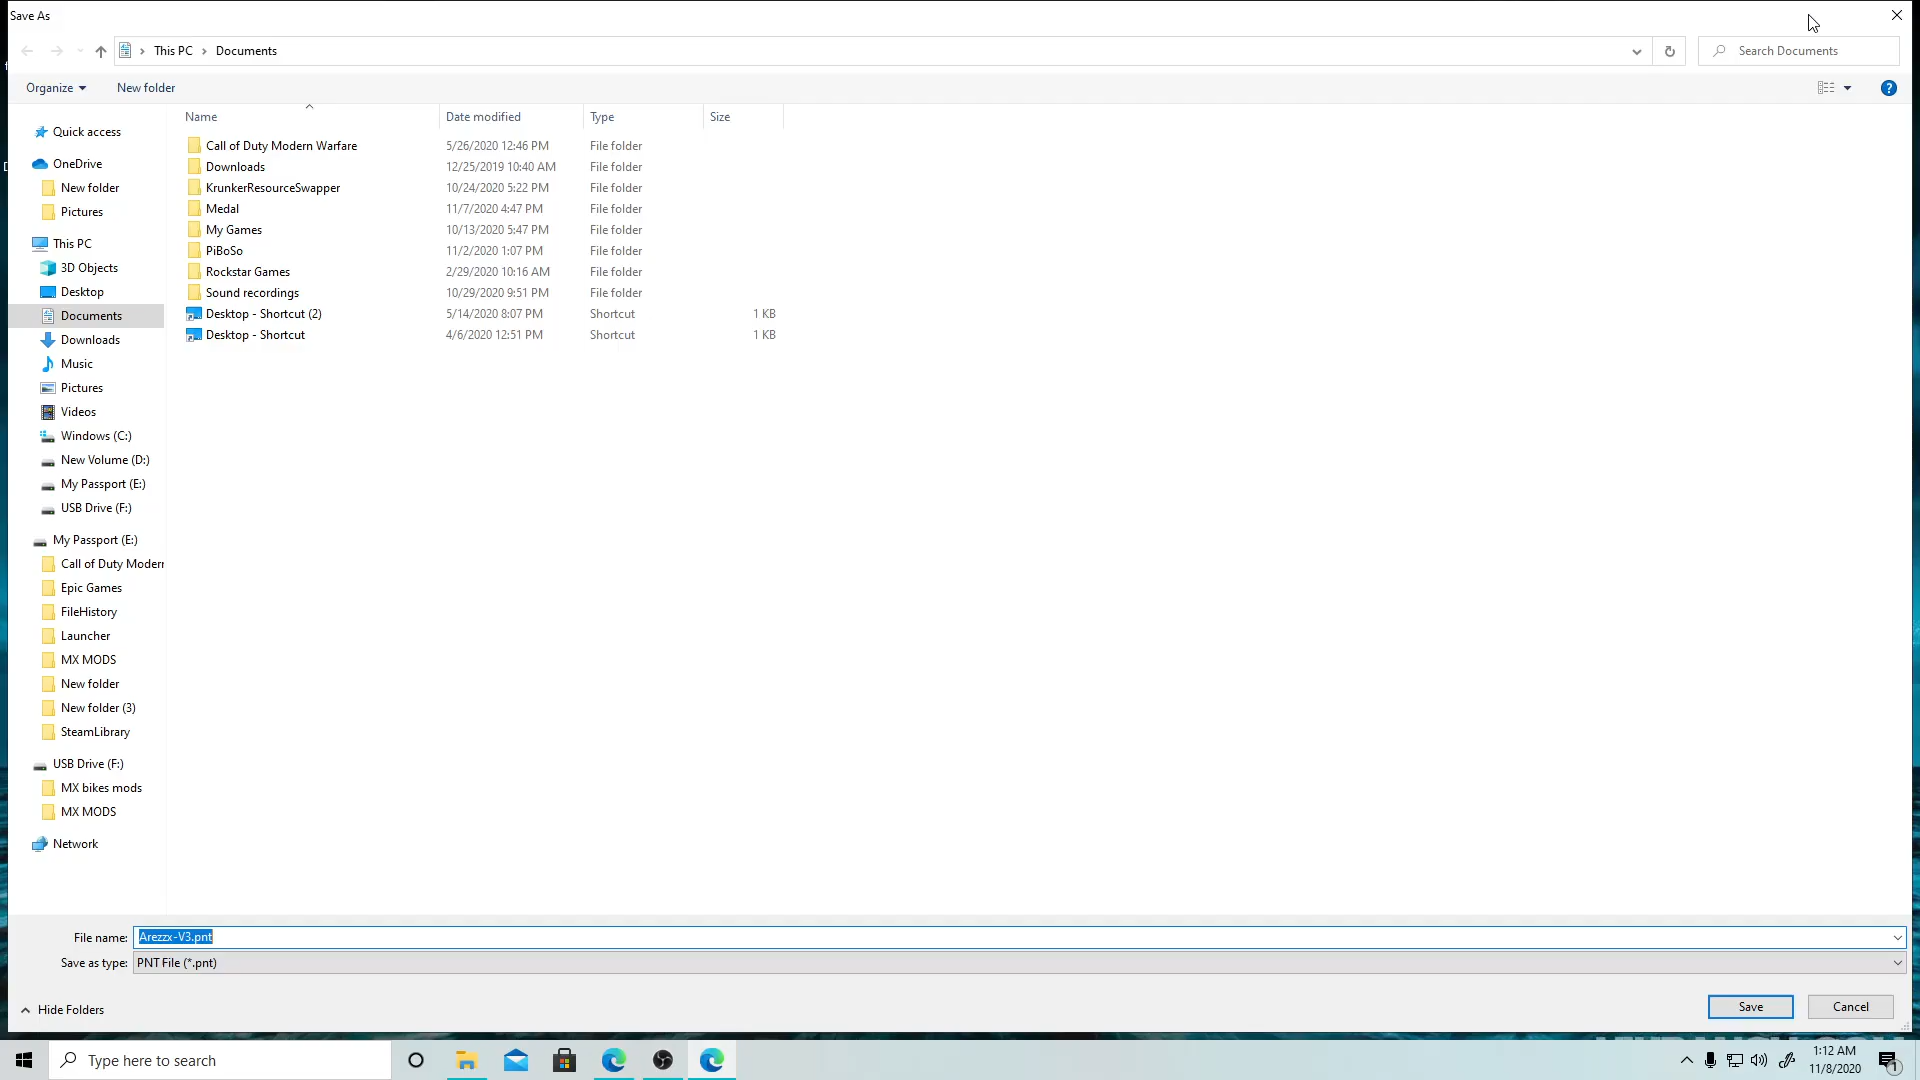 Save As
This PC > Documents
Search Documents
Organize
New folder
Name
Date modified
Type
Size
Call of Duty Modern Warfare 5/26/2020 12:46 PM File folder
Downloads 12/25/2019 10:40 AM File folder
KrunkerResourceSwapper 10/24/2020 5:22 PM File folder
Medal 11/7/2020 4:47 PM File folder
My Games 10/13/2020 5:47 PM File folder
PiBoSo 11/2/2020 1:07 PM File folder
Rockstar Games 2/29/2020 10:16 AM File folder
Sound recordings 10/29/2020 9:51 PM File folder
Desktop - Shortcut (2) 5/14/2020 8:07 PM Shortcut 1 KB
Desktop - Shortcut 4/6/2020 12:51 PM Shortcut 1 KB
Quick access
OneDrive
New folder
Pictures
This PC
3D Objects
Desktop
Documents
Downloads
Music
Pictures
Videos
Windows (C:)
New Volume (D:)
My Passport (E:)
USB Drive (F:)
My Passport (E:)
Call of Duty Modern
Epic Games
FileHistory
Launcher
MX MODS
New folder
New folder (3)
SteamLibrary
USB Drive (F:)
MX bikes mods
MX MODS
Network
File name: Arezzx-V3.pnt
Save as type: PNT File (*.pnt)
Hide Folders
Save
Cancel
Type here to search
1:12 AM
11/8/2020
1